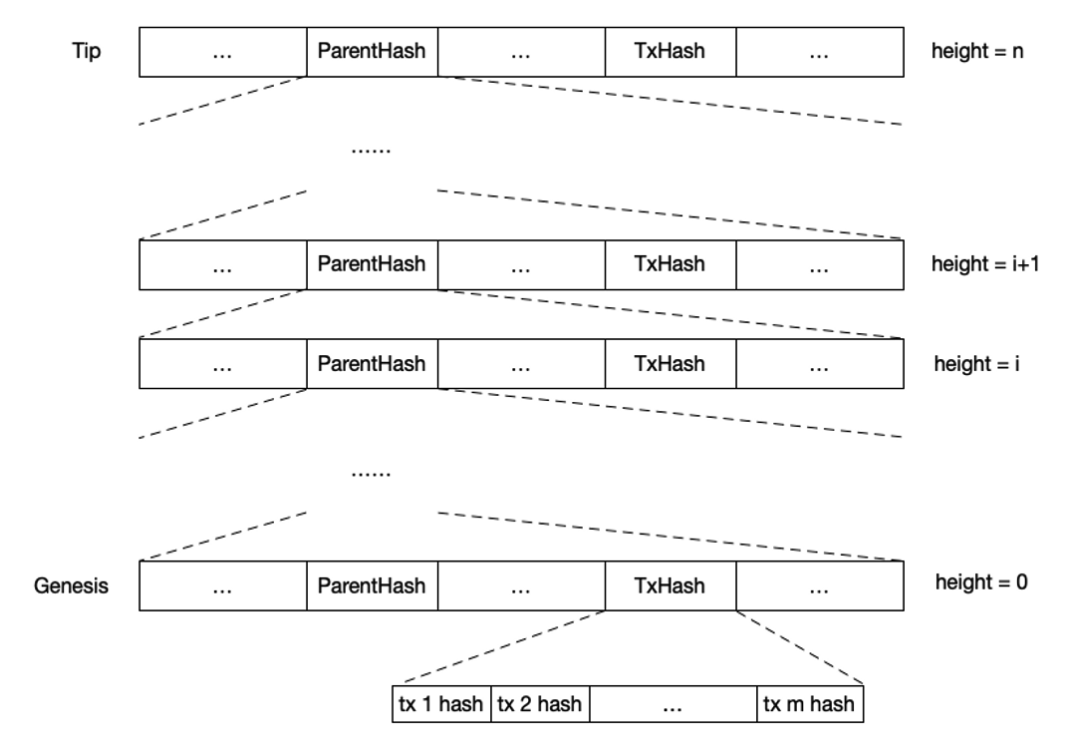 Tip ... ParentHash ... TxHash ... height = n
......
... ParentHash ... TxHash ... height = i+1
... ParentHash ... TxHash ... height = i
......
Genesis ... ParentHash ... TxHash ... height = 0
tx 1 hash tx 2 hash ... tx m hash